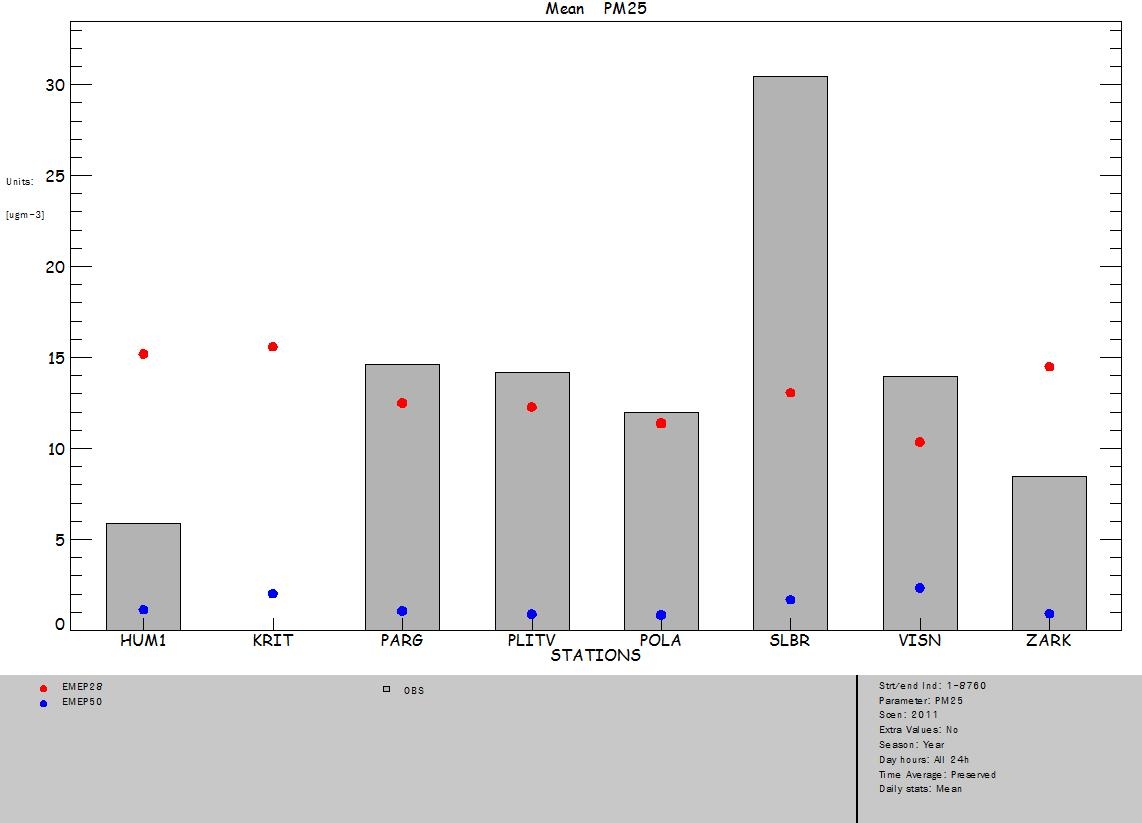 Mean PM25
30
25
20
15
10
5
0
Units:
[ugm-3]
HUM1 KRIT PARG PLITV POLA SLBR VISN ZARK
STATIONS
EMEP28
EMEP50
OBS
Strt/end Ind: 1-8760
Parameter: PM25
Scen: 2011
Extra Values: No
Season: Year
Day hours: All 24h
Time Average: Preserved
Daily stats: Mean